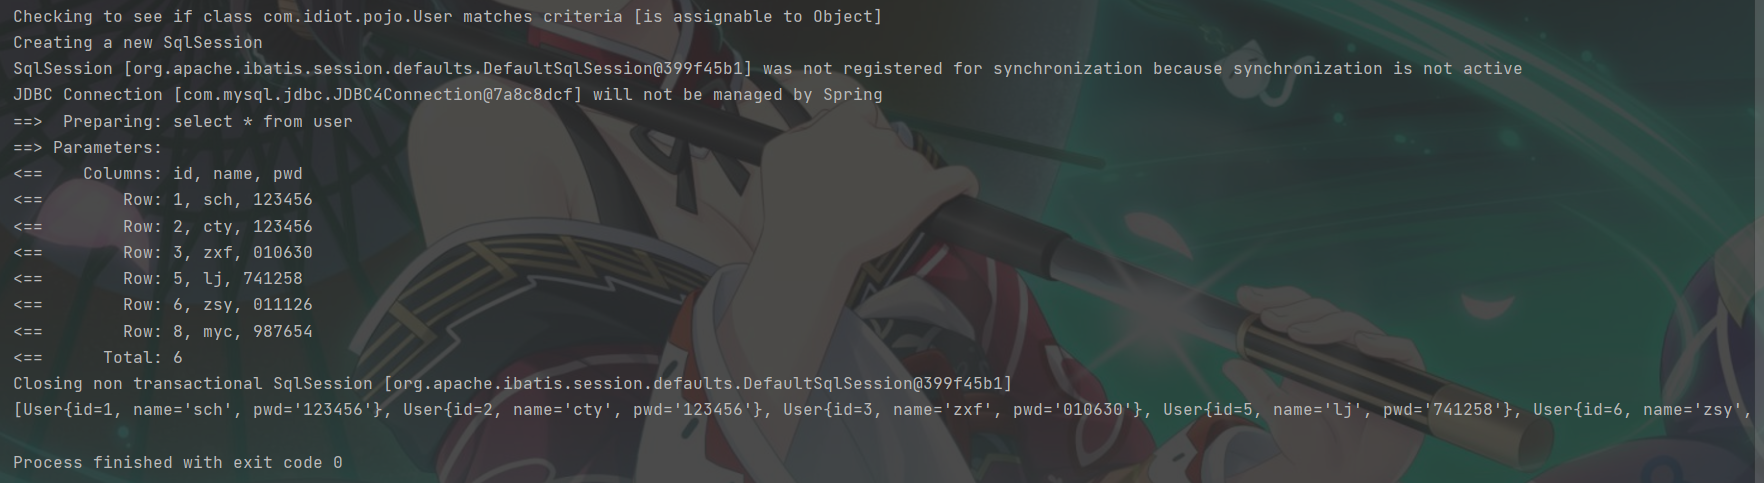 Checking to see if class com.idiot.pojo.User matches criteria [is assignable to Object]
Creating a new SqlSession
SqlSession [org.apache.ibatis.session.defaults.DefaultSqlSession@399f45b1] was not registered for synchronization because synchronization is not active
JDBC Connection [com.mysql.jdbc.JDBC4Connection@7a8c8dcf] will not be managed by Spring
==>  Preparing: select * from user
==> Parameters:
<==    Columns: id, name, pwd
<==        Row: 1, sch, 123456
<==        Row: 2, cty, 123456
<==        Row: 3, zxf, 010630
<==        Row: 5, lj, 741258
<==        Row: 6, zsy, 011126
<==        Row: 8, myc, 987654
<==      Total: 6
Closing non transactional SqlSession [org.apache.ibatis.session.defaults.DefaultSqlSession@399f45b1]
[User{id=1, name='sch', pwd='123456'}, User{id=2, name='cty', pwd='123456'}, User{id=3, name='zxf', pwd='010630'}, User{id=5, name='lj', pwd='741258'}, User{id=6, name='zsy',
Process finished with exit code 0